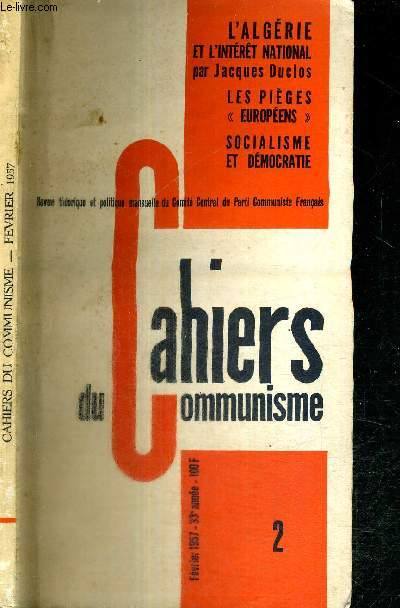 L'ALGÉRIE
ET L'INTÉRÊT NATIONAL
par Jacques Duclos
LES PIÈGES
« EUROPÉENS »
SOCIALISME
ET DÉMOCRATIE
Revue théorique et politique mensuelle du Comité Central du Parti Communiste Français
Cahiers
du Communisme
Février 1957 - 33e année - 100 F
2
CAHIERS DU COMMUNISME — FEVRIER 1957
Le-livre.com